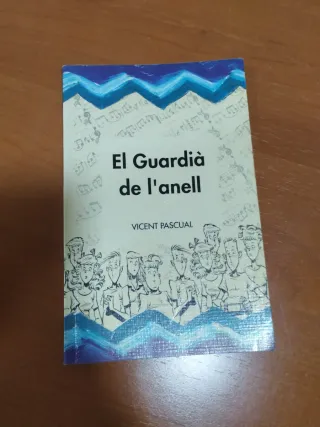 El Guardià
de l'anell
VICENT PASCUAL